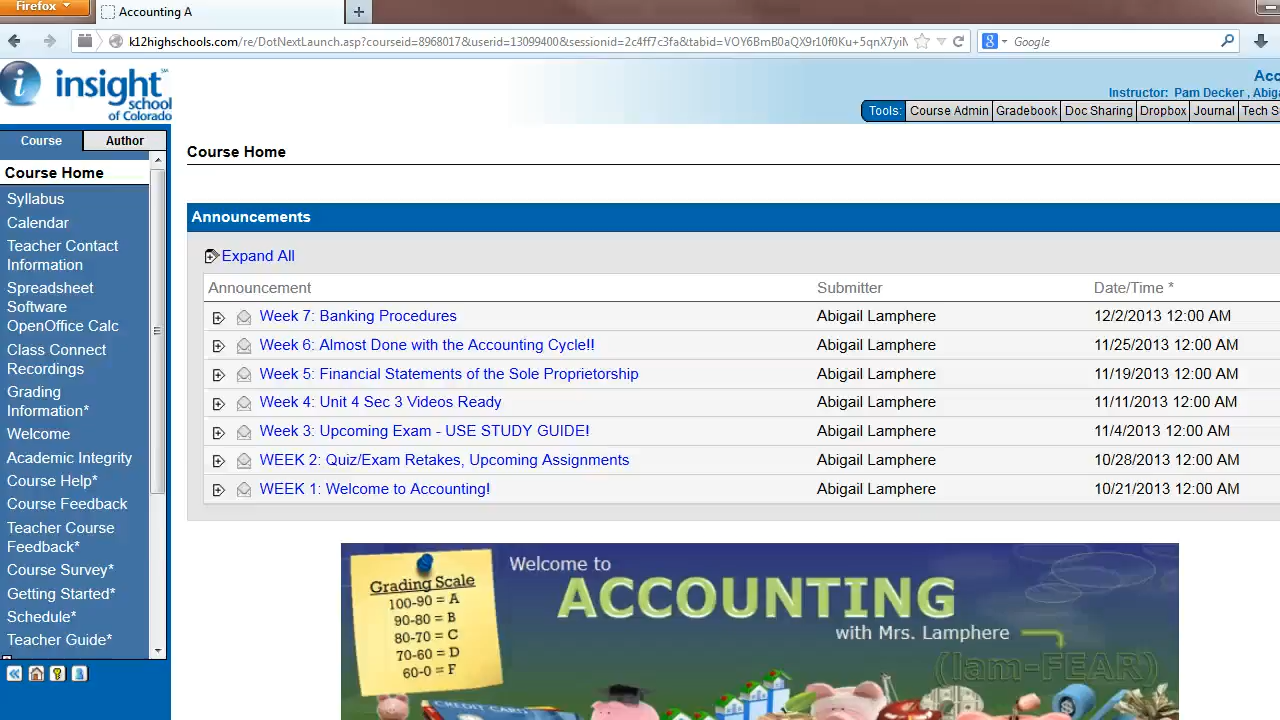 Firefox
Accounting A
k12highschools.com/re/DotNextLaunch.asp?courseid=8968017&userid=13099400&sessionid=2c4ff7c3fa&tabid=VOY6BmB0aQX9r10f0Ku+5qnX7yiM
Google
insight
school
of Colorado
Acc
Instructor: Pam Decker , Abiga
Tools: Course Admin Gradebook Doc Sharing Dropbox Journal Tech S
Course Author
Course Home
Syllabus
Calendar
Teacher Contact
Information
Spreadsheet
Software
OpenOffice Calc
Class Connect
Recordings
Grading
Information*
Welcome
Academic Integrity
Course Help*
Course Feedback
Teacher Course
Feedback*
Course Survey*
Getting Started*
Schedule*
Teacher Guide*
Course Home
Announcements
Expand All
Announcement Submitter Date/Time *
Week 7: Banking Procedures Abigail Lamphere 12/2/2013 12:00 AM
Week 6: Almost Done with the Accounting Cycle!! Abigail Lamphere 11/25/2013 12:00 AM
Week 5: Financial Statements of the Sole Proprietorship Abigail Lamphere 11/19/2013 12:00 AM
Week 4: Unit 4 Sec 3 Videos Ready Abigail Lamphere 11/11/2013 12:00 AM
Week 3: Upcoming Exam - USE STUDY GUIDE! Abigail Lamphere 11/4/2013 12:00 AM
WEEK 2: Quiz/Exam Retakes, Upcoming Assignments Abigail Lamphere 10/28/2013 12:00 AM
WEEK 1: Welcome to Accounting! Abigail Lamphere 10/21/2013 12:00 AM
Grading Scale
100-90 = A
90-80 = B
80-70 = C
70-60 = D
60-0 = F
Welcome to
ACCOUNTING
with Mrs. Lamphere
(lam-FEAR)
CREDIT CARD